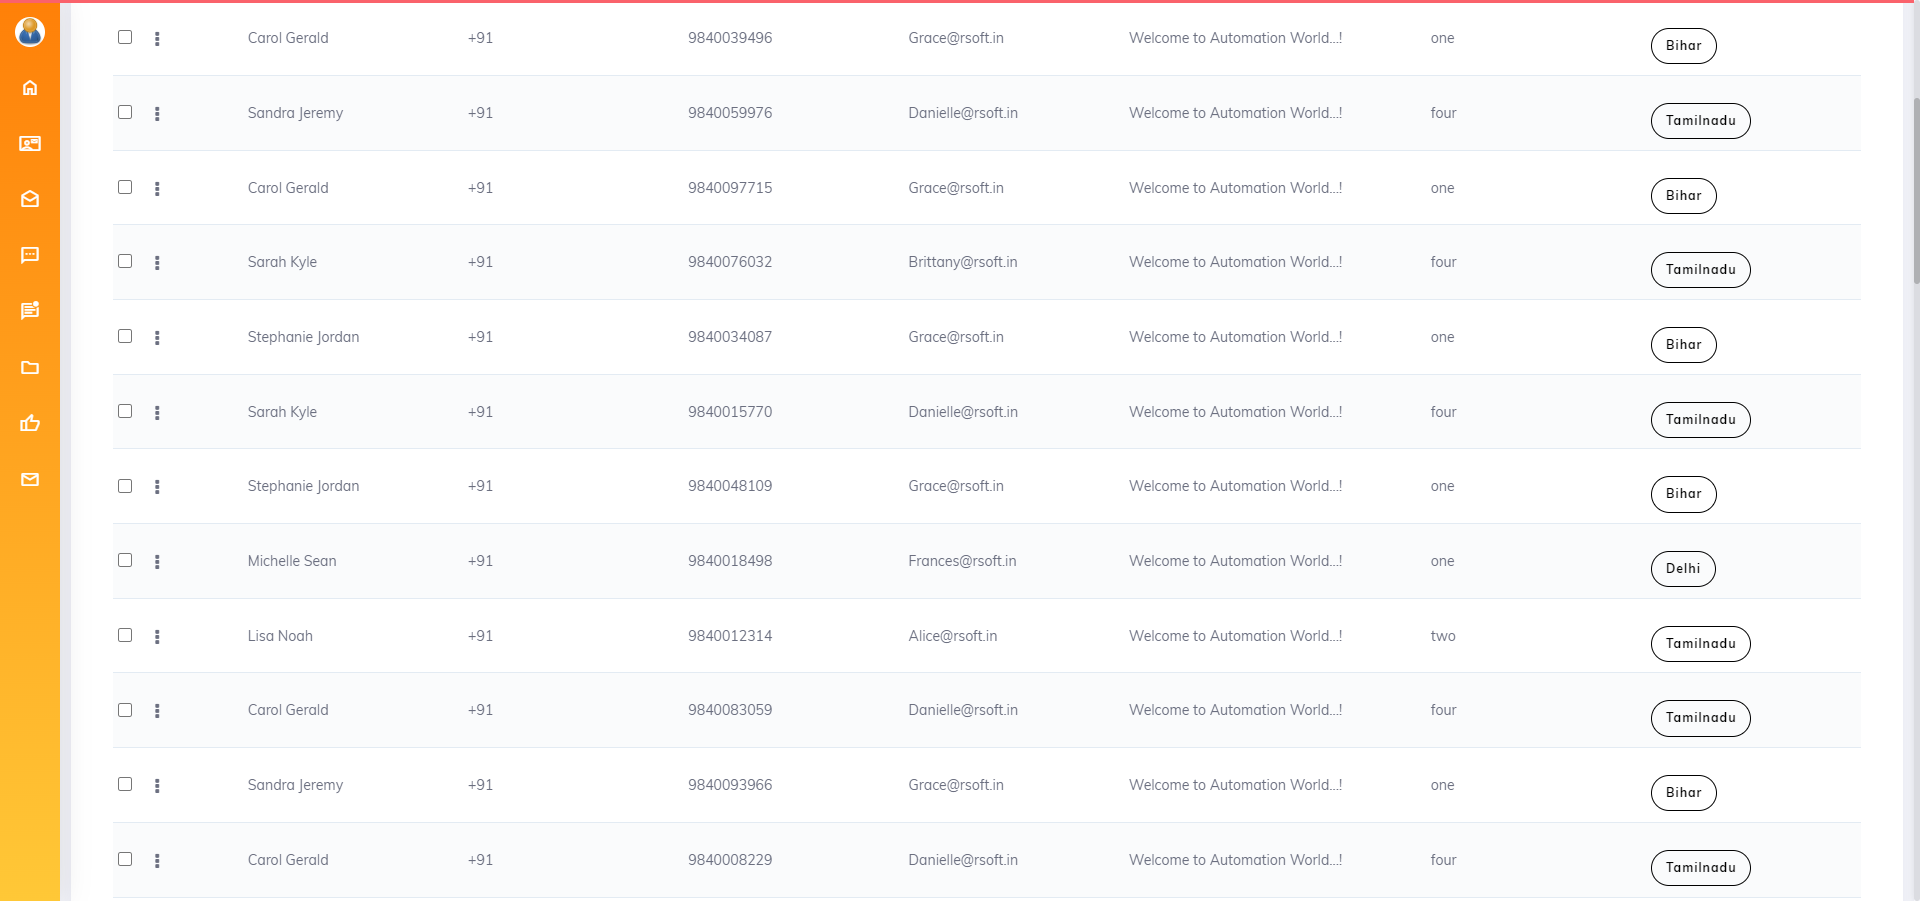 Carol Gerald +91 9840039496 Grace@rsoft.in Welcome to Automation World...! one Bihar
Sandra Jeremy +91 9840059976 Danielle@rsoft.in Welcome to Automation World...! four Tamilnadu
Carol Gerald +91 9840097715 Grace@rsoft.in Welcome to Automation World...! one Bihar
Sarah Kyle +91 9840076032 Brittany@rsoft.in Welcome to Automation World...! four Tamilnadu
Stephanie Jordan +91 9840034087 Grace@rsoft.in Welcome to Automation World...! one Bihar
Sarah Kyle +91 9840015770 Danielle@rsoft.in Welcome to Automation World...! four Tamilnadu
Stephanie Jordan +91 9840048109 Grace@rsoft.in Welcome to Automation World...! one Bihar
Michelle Sean +91 9840018498 Frances@rsoft.in Welcome to Automation World...! one Delhi
Lisa Noah +91 9840012314 Alice@rsoft.in Welcome to Automation World...! two Tamilnadu
Carol Gerald +91 9840083059 Danielle@rsoft.in Welcome to Automation World...! four Tamilnadu
Sandra Jeremy +91 9840093966 Grace@rsoft.in Welcome to Automation World...! one Bihar
Carol Gerald +91 9840008229 Danielle@rsoft.in Welcome to Automation World...! four Tamilnadu